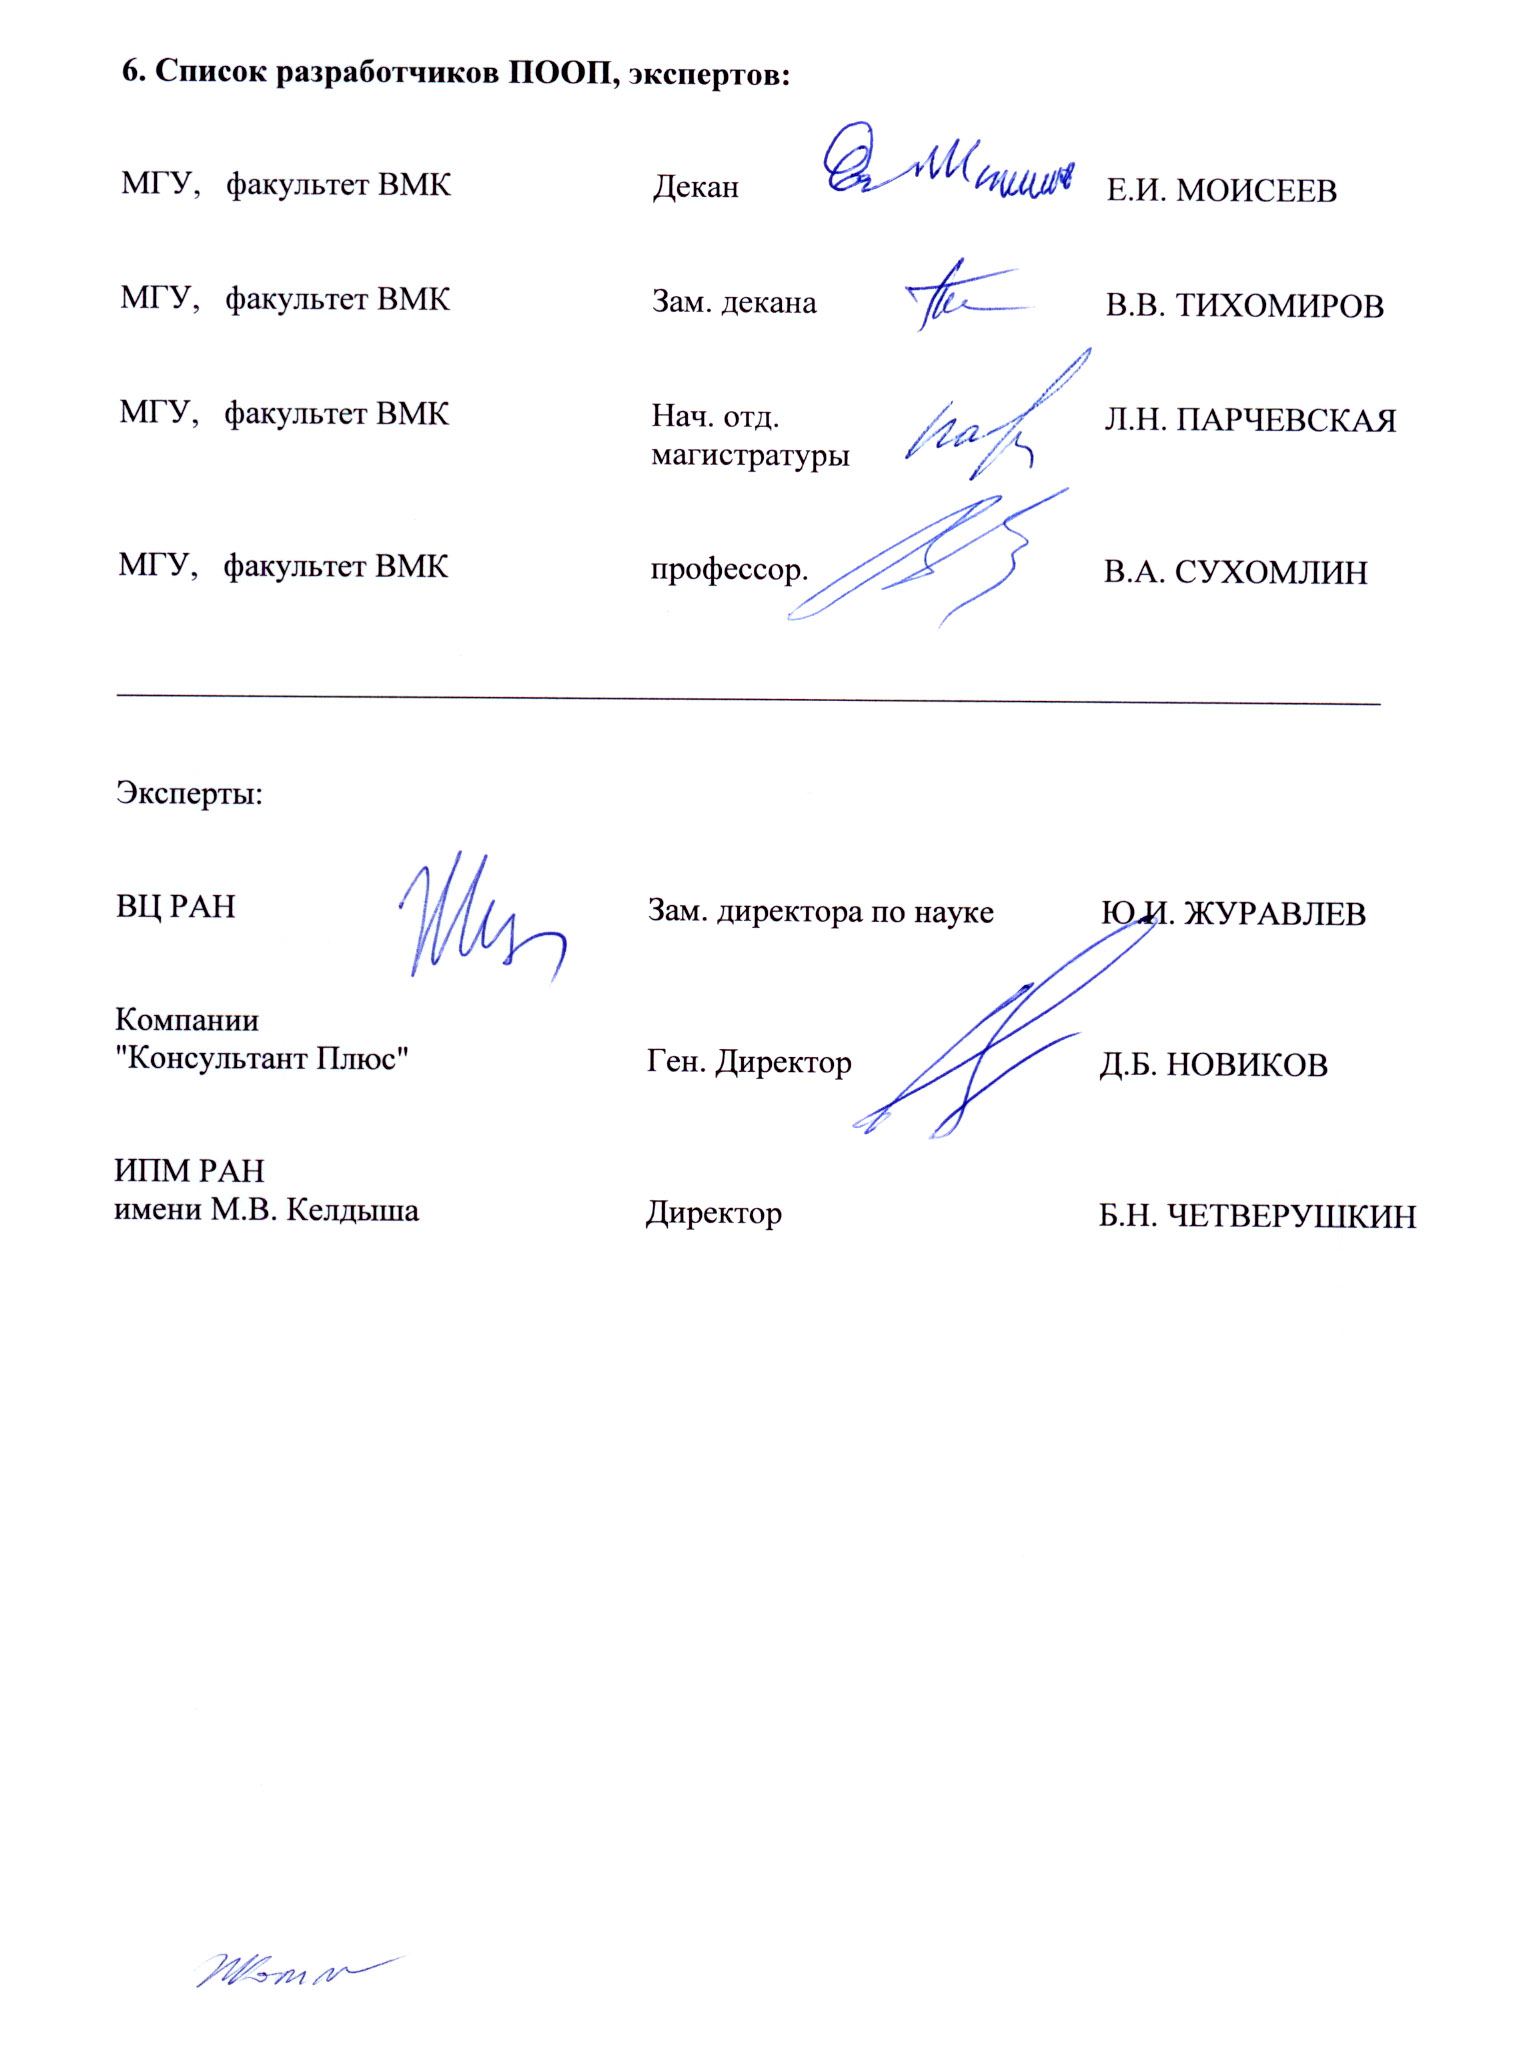 6. Список разработчиков ПООП, экспертов:
МГУ, факультет ВМК Декан Е.И. МОИСЕЕВ
МГУ, факультет ВМК Зам. декана В.В. ТИХОМИРОВ
МГУ, факультет ВМК Нач. отд. Л.Н. ПАРЧЕВСКАЯ
магистратуры
МГУ, факультет ВМК профессор. В.А. СУХОМЛИН
Эксперты:
ВЦ РАН Зам. директора по науке Ю.И. ЖУРАВЛЕВ
Компании
"Консультант Плюс" Ген. Директор Д.Б. НОВИКОВ
ИПМ РАН
имени М.В. Келдыша Директор Б.Н. ЧЕТВЕРУШКИН